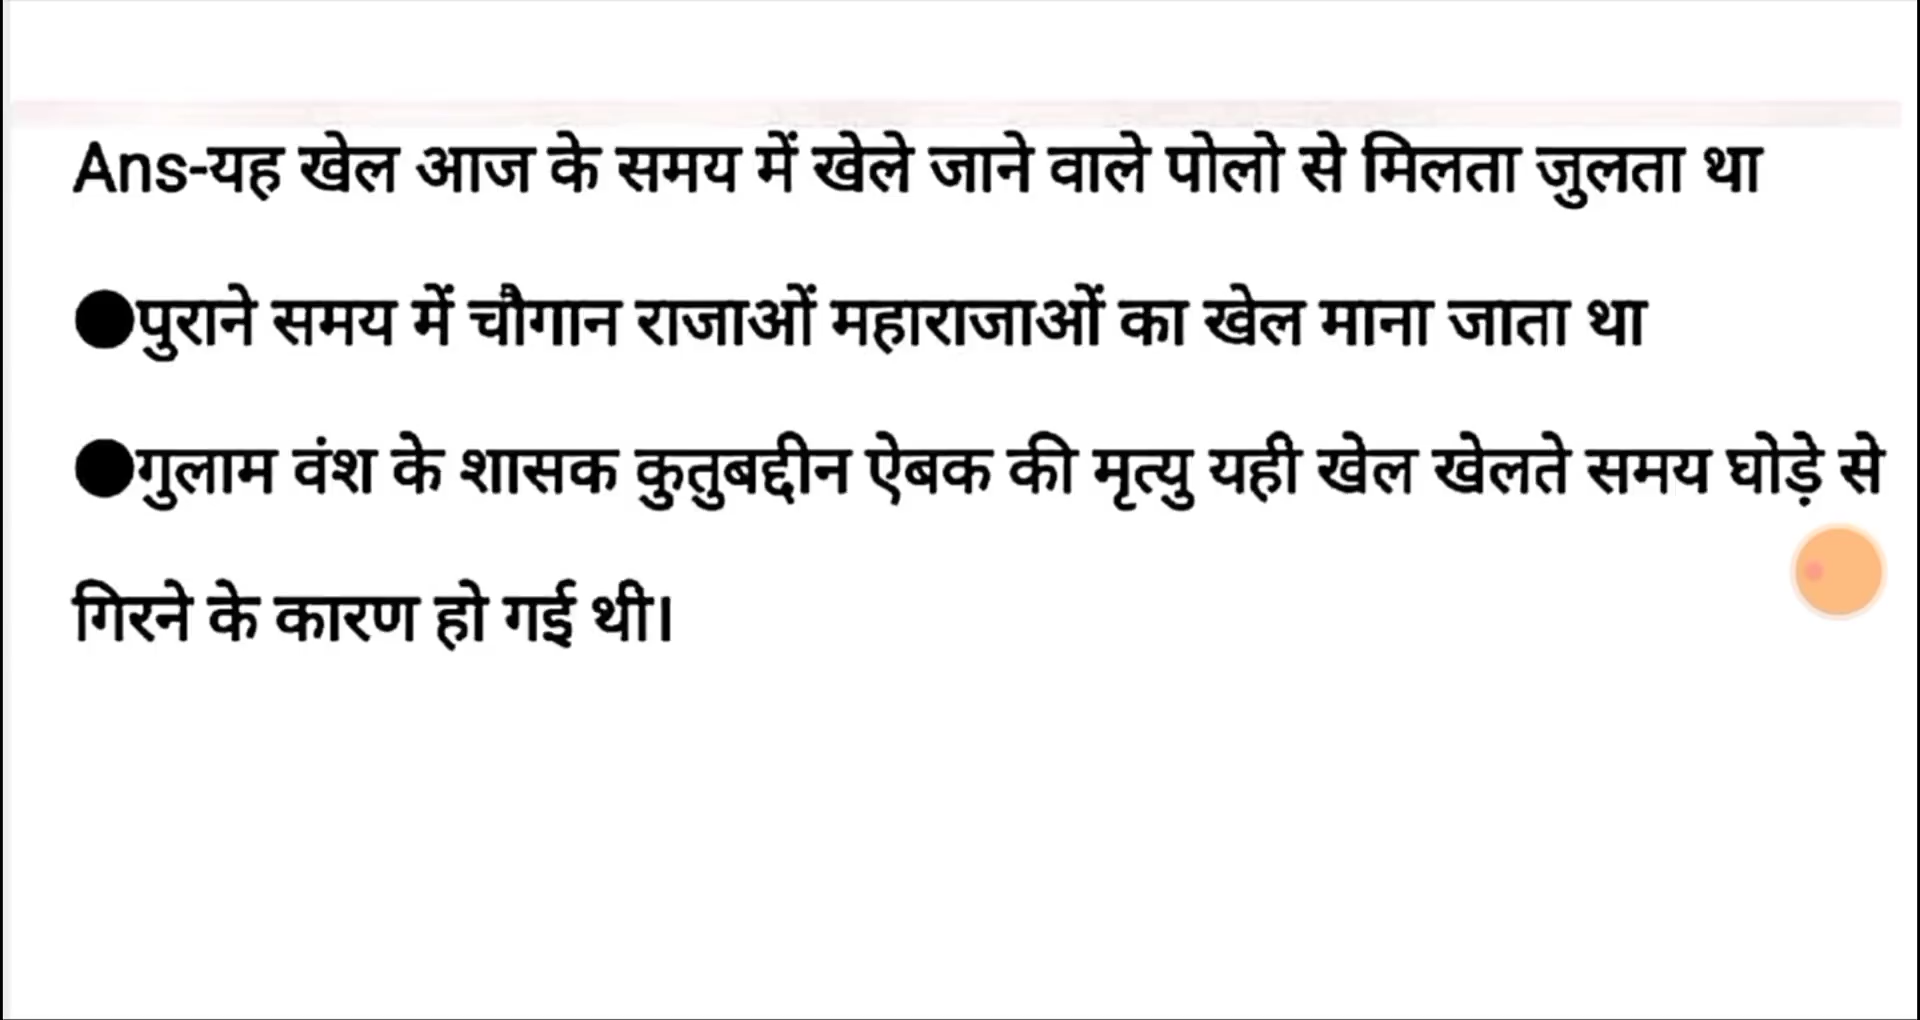 Ans-यह खेल आज के समय में खेले जाने वाले पोलो से मिलता जुलता था
●पुराने समय में चौगान राजाओं महाराजाओं का खेल माना जाता था
●गुलाम वंश के शासक कुतुबद्दीन ऐबक की मृत्यु यही खेल खेलते समय घोड़े से
गिरने के कारण हो गई थी।